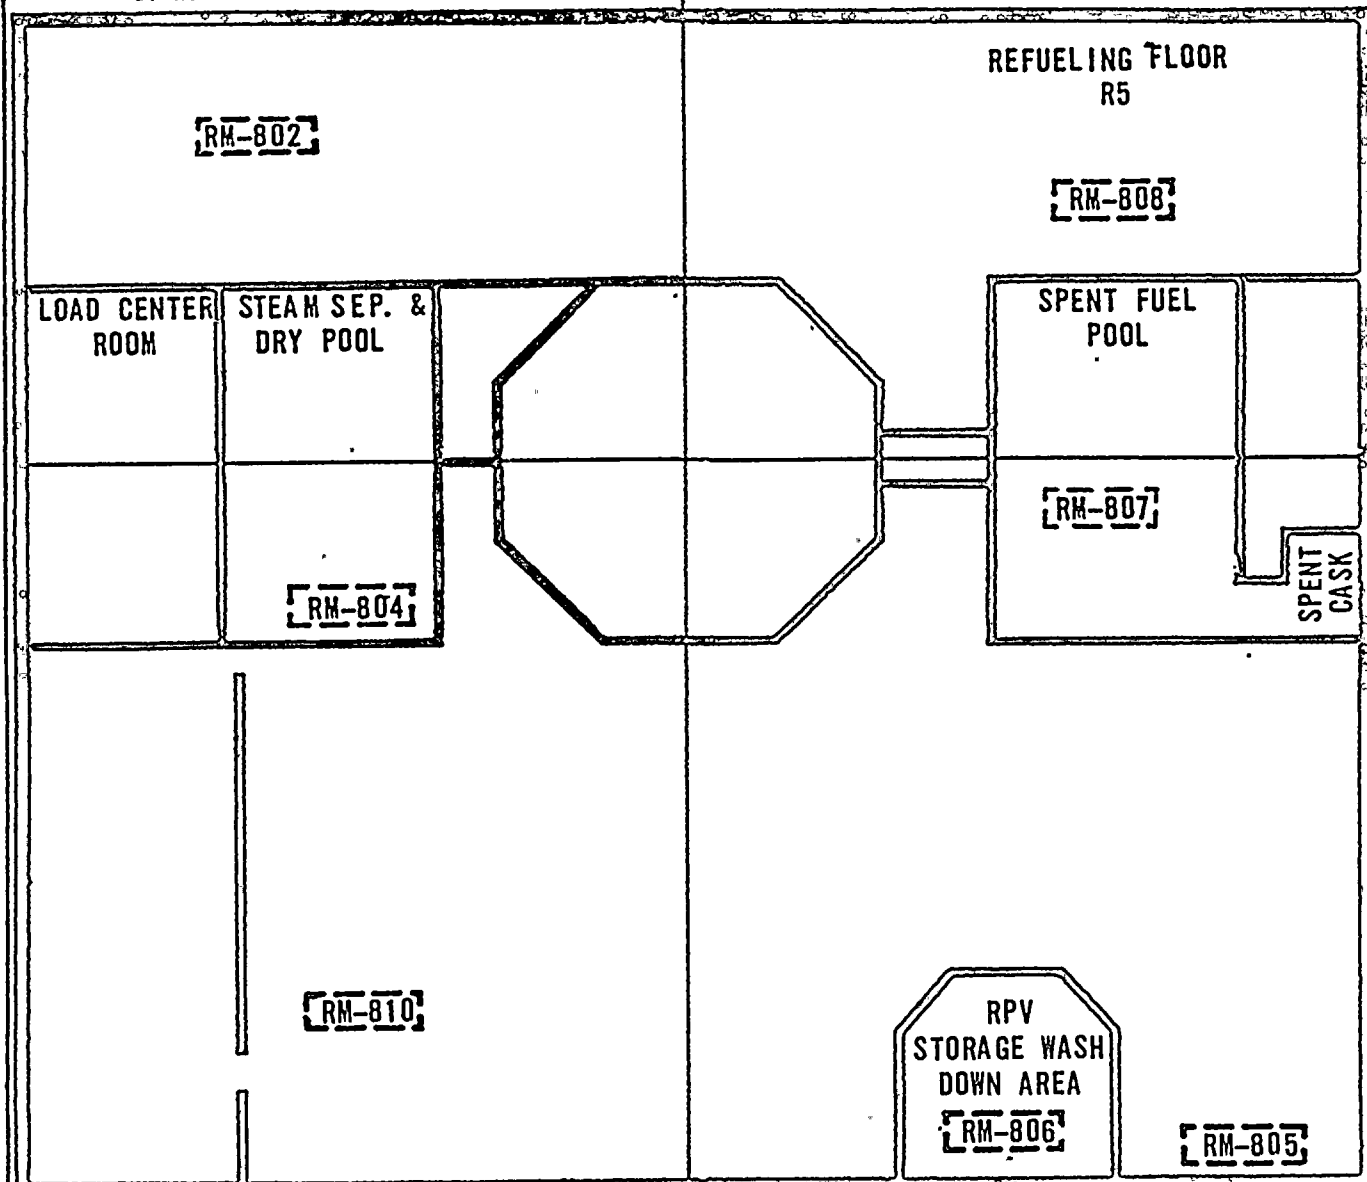 REFUELING FLOOR
R5
RM-802
RM-808
LOAD CENTER
ROOM
STEAM SEP. &
DRY POOL
SPENT FUEL
POOL
RM-807
SPENT
CASK
RM-804
RM-810
RPV
STORAGE WASH
DOWN AREA
RM-806
RM-805